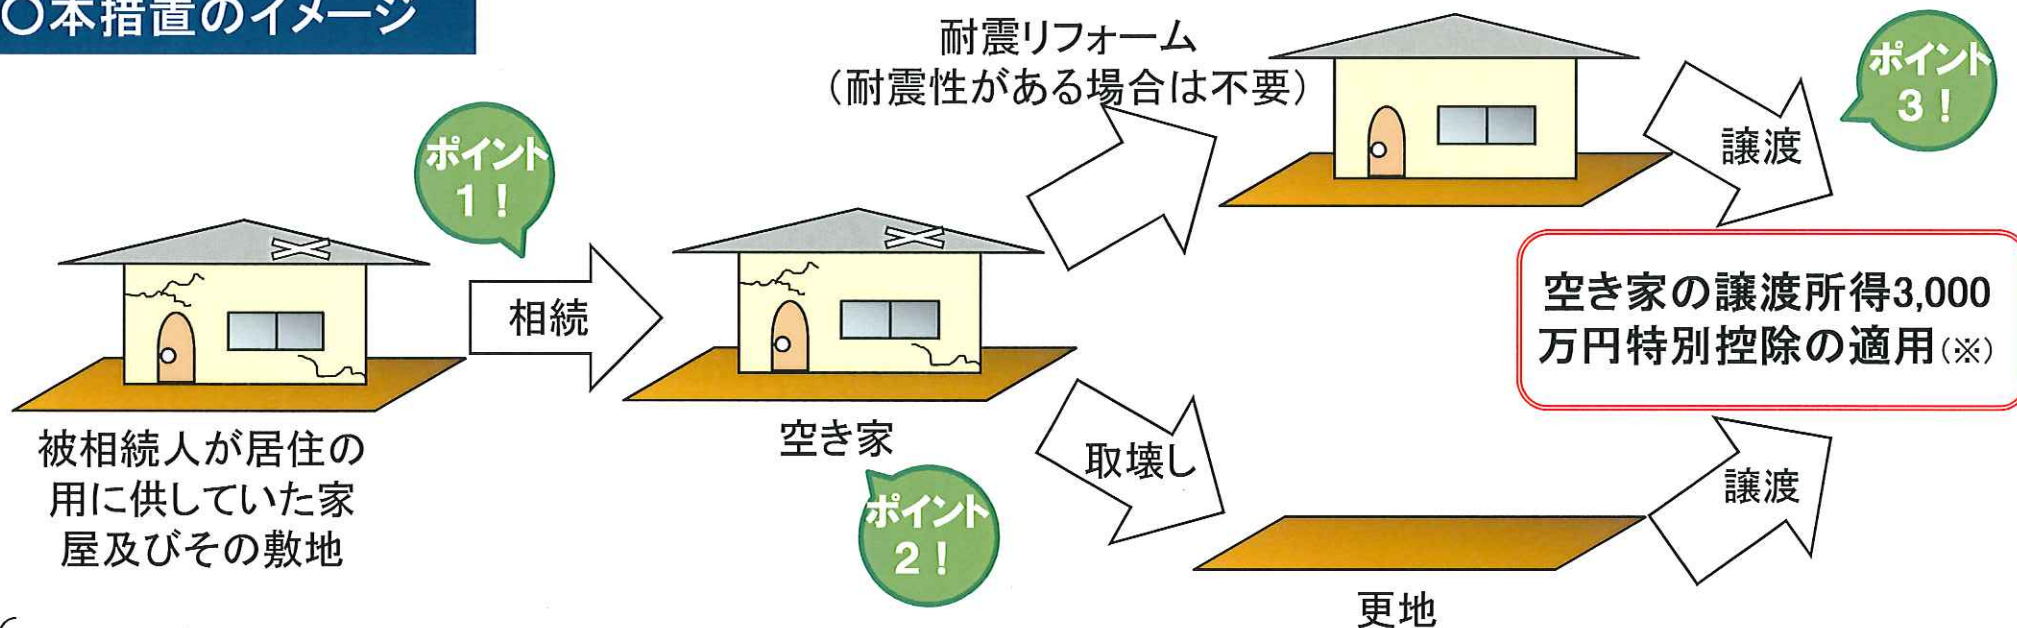 ○本措置のイメージ
耐震リフォーム
（耐震性がある場合は不要）
ポイント
1！
相続
被相続人が居住の
用に供していた家
屋及びその敷地
空き家
ポイント
2！
取壊し
更地
譲渡
譲渡
ポイント
3！
空き家の譲渡所得3,000
万円特別控除の適用（※）